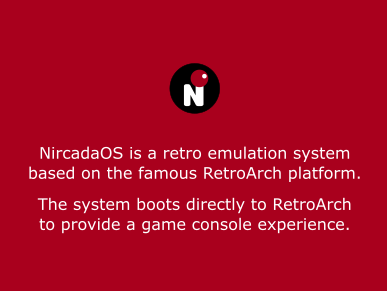 N
NircadaOS is a retro emulation system
based on the famous RetroArch platform.
The system boots directly to RetroArch
to provide a game console experience.